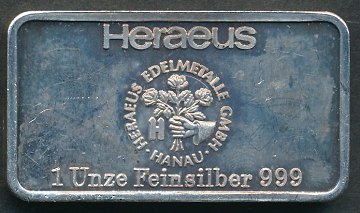 Heraeus
HERAEUS EDELMETALLE GMBH
·HANAU·
H
1 Unze Feinsilber 999